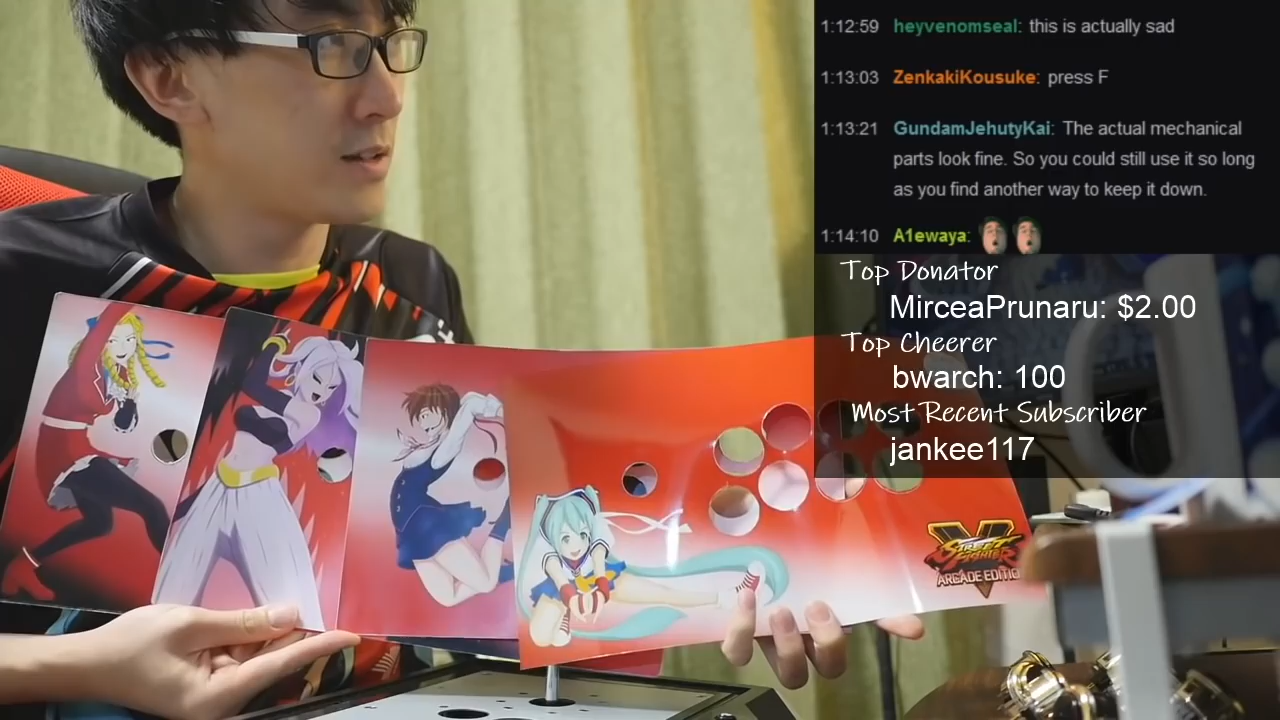 1:12:59 heyvenomseal: this is actually sad
1:13:03 ZenkakiKousuke: press F
1:13:21 GundamJehutyKai: The actual mechanical
parts look fine. So you could still use it so long
as you find another way to keep it down.
1:14:10 A1ewaya:
Top Donator
MirceaPrunaru: $2.00
Top Cheerer
bwarch: 100
Most Recent Subscriber
jankee117
V
STREET
FIGHTER
ARCADE EDITIO